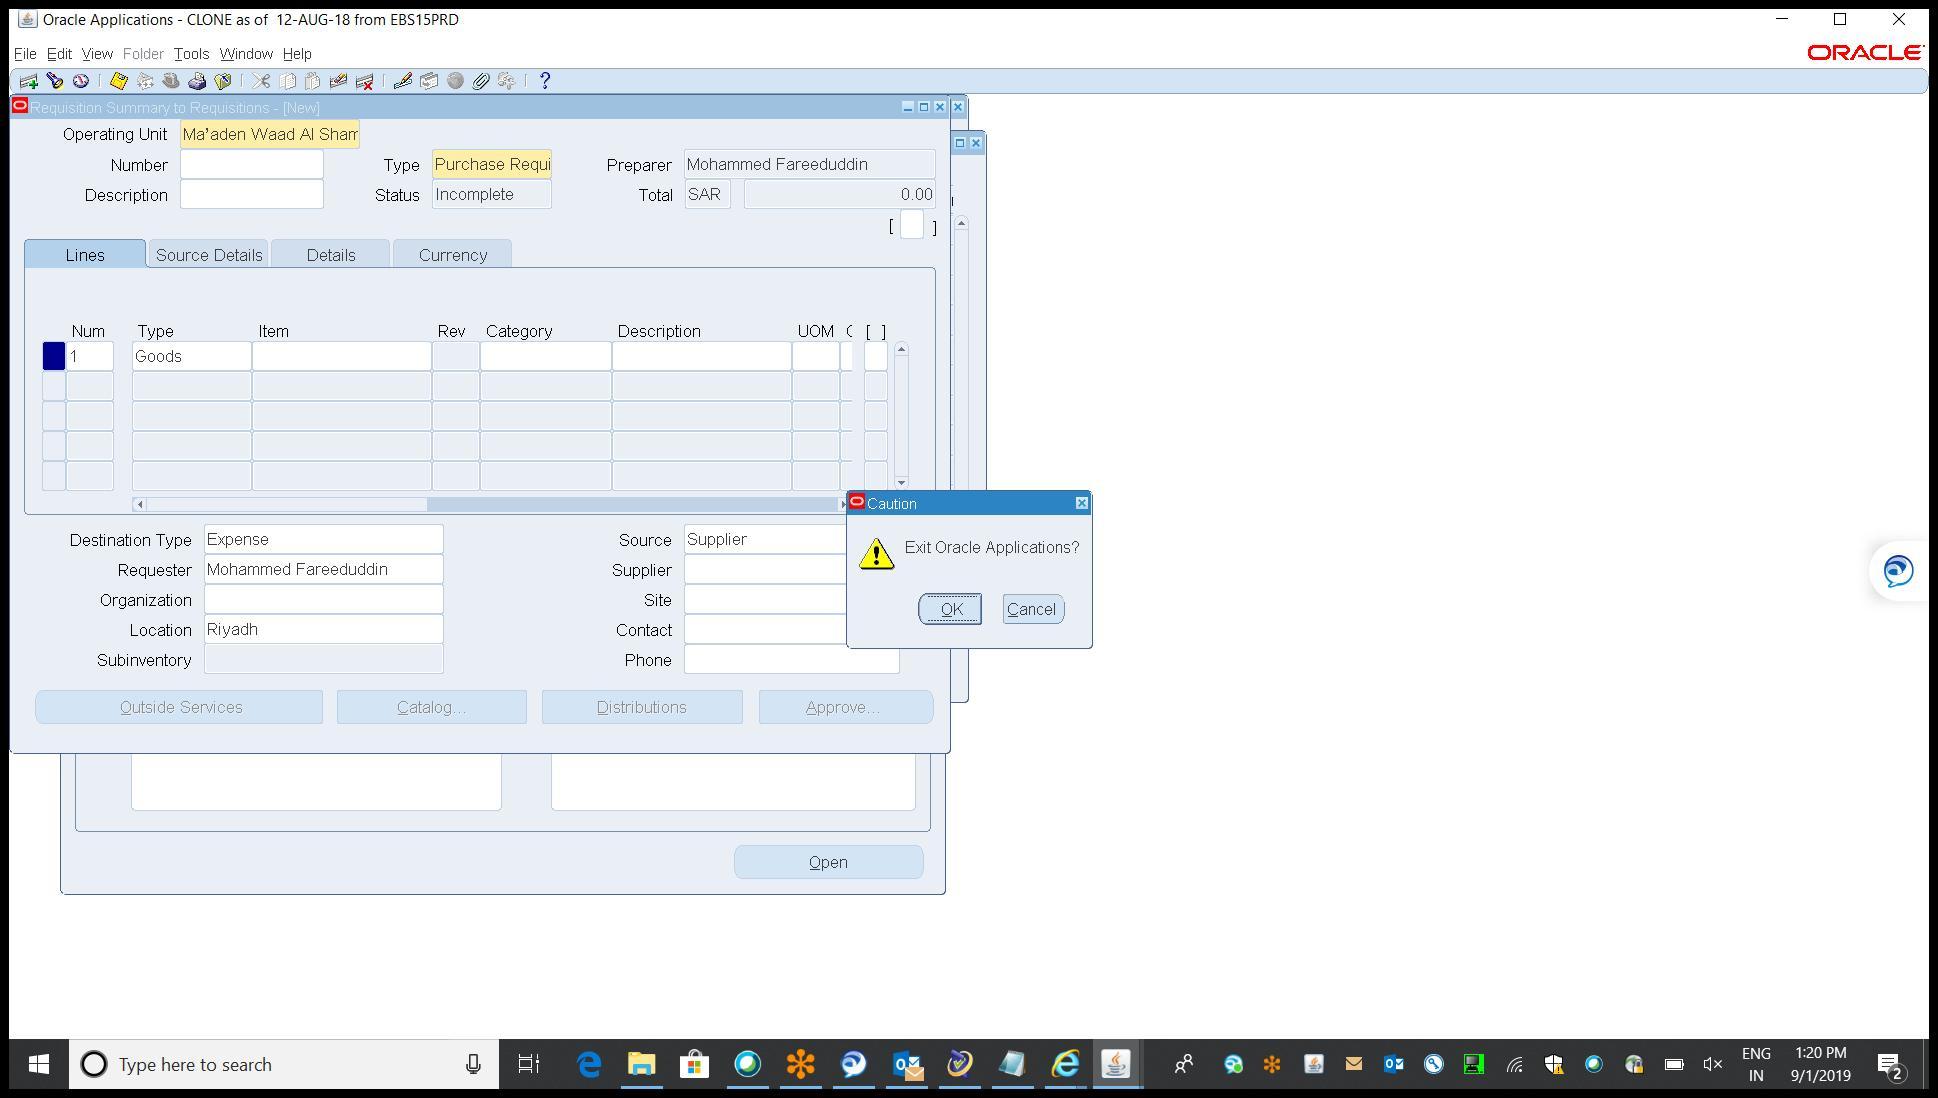 Oracle Applications - CLONE as of 12-AUG-18 from EBS15PRD
File Edit View Folder Tools Window Help
ORACLE
Requisition Summary to Requisitions - [New]
Operating Unit Ma'aden Waad Al Sham
Number Type Purchase Requi Preparer Mohammed Fareeduddin
Description Status Incomplete Total SAR 0.00
[ ]
Lines Source Details Details Currency
Num Type Item Rev Category Description UOM [ ]
1 Goods
Caution
Destination Type Expense Source Supplier
Exit Oracle Applications?
Requester Mohammed Fareeduddin Supplier
Organization Site
OK Cancel
Location Riyadh Contact
Subinventory Phone
Outside Services Catalog... Distributions Approve...
Open
Type here to search
ENG 1:20 PM
IN 9/1/2019
2